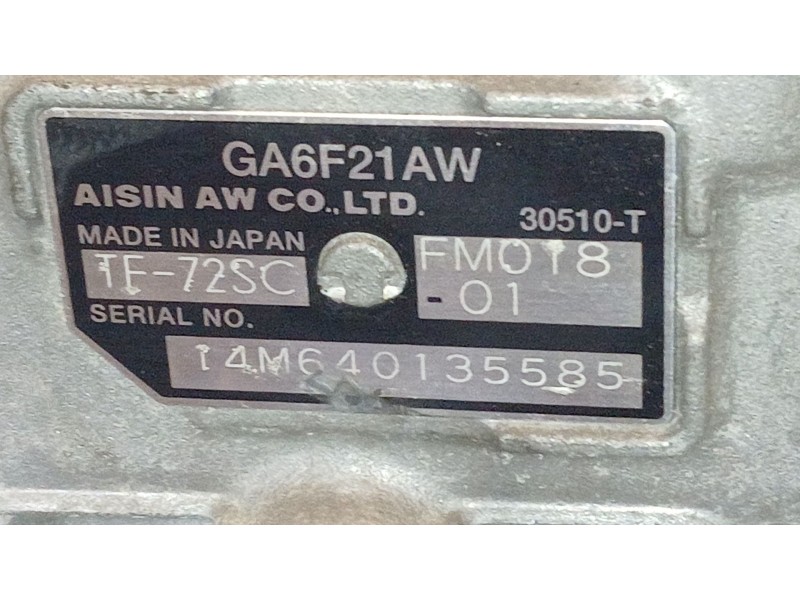 GA6F21AW
AISIN AW CO.,LTD.
30510-T
MADE IN JAPAN
TF-72SC
FM018
-01
SERIAL NO.
14M640135585